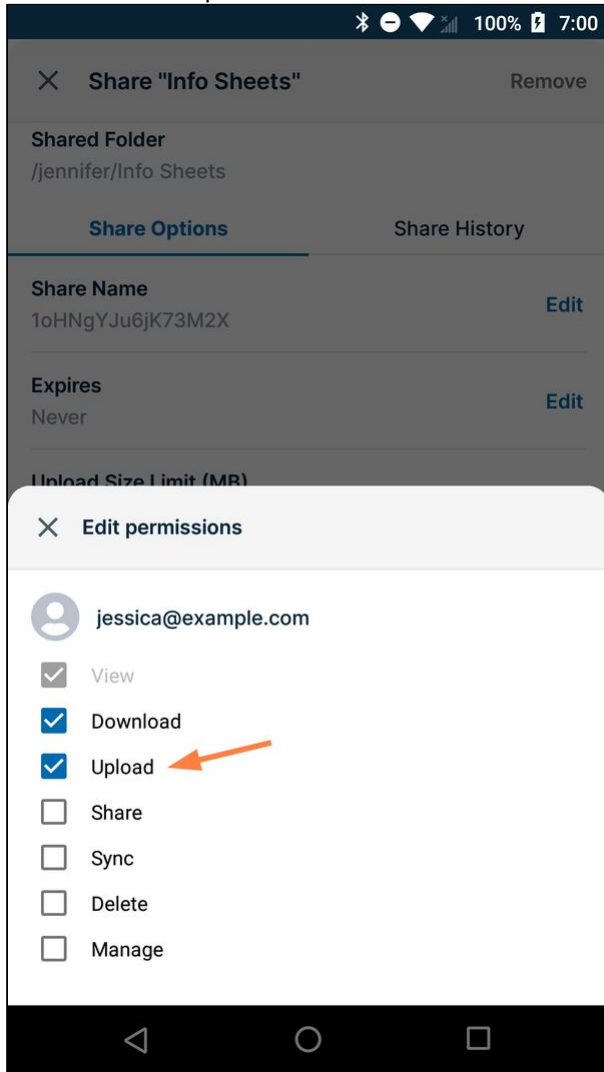 100% 7:00
Share "Info Sheets" Remove
Shared Folder
/jennifer/Info Sheets
Share Options Share History
Share Name
1oHNgYJu6jK73M2X Edit
Expires
Never Edit
Upload Size Limit (MB)
Edit permissions
jessica@example.com
View
Download
Upload
Share
Sync
Delete
Manage